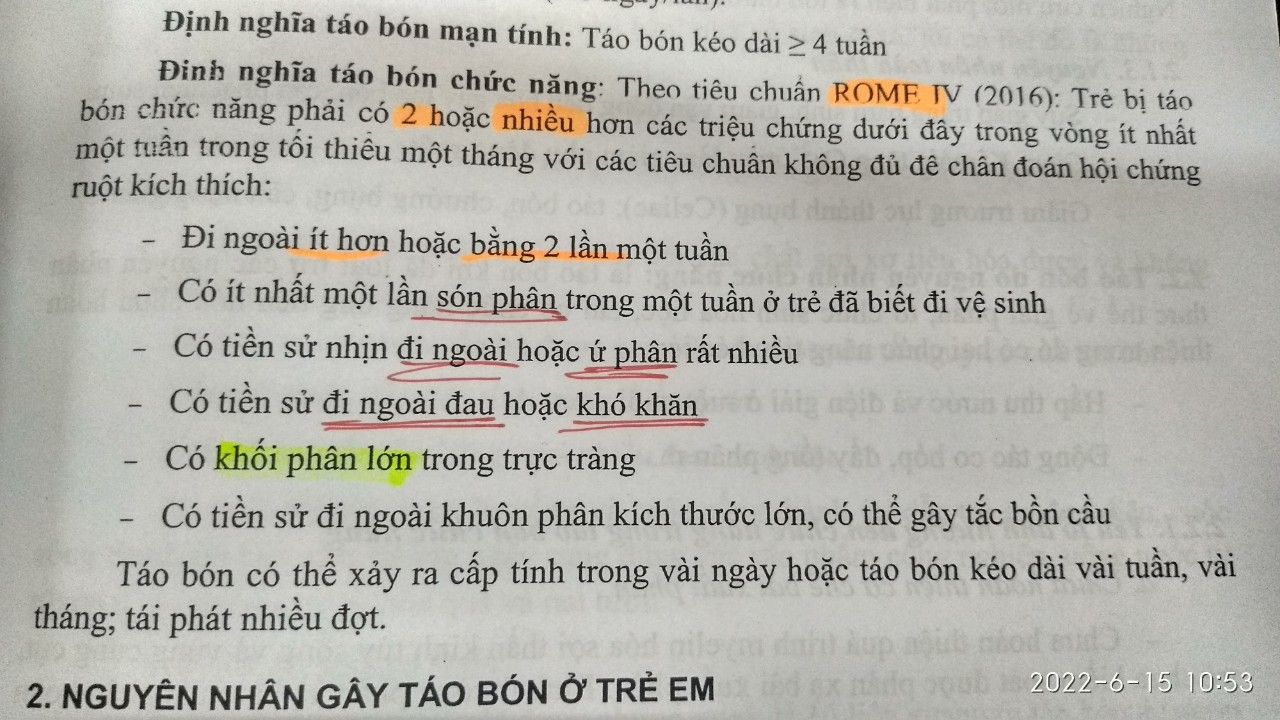 Định nghĩa táo bón mạn tính: Táo bón kéo dài ≥ 4 tuần
Đinh nghĩa táo bón chức năng: Theo tiêu chuẩn ROME IV (2016): Trẻ bị táo
bón chức năng phải có 2 hoặc nhiều hơn các triệu chứng dưới đây trong vòng ít nhất
một tuần trong tối thiểu một tháng với các tiêu chuẩn không đủ để chẩn đoán hội chứng
ruột kích thích:
- Đi ngoài ít hơn hoặc bằng 2 lần một tuần
- Có ít nhất một lần són phân trong một tuần ở trẻ đã biết đi vệ sinh
- Có tiền sử nhịn đi ngoài hoặc ứ phân rất nhiều
- Có tiền sử đi ngoài đau hoặc khó khăn
- Có khối phân lớn trong trực tràng
- Có tiền sử đi ngoài khuôn phân kích thước lớn, có thể gây tắc bồn cầu
Táo bón có thể xảy ra cấp tính trong vài ngày hoặc táo bón kéo dài vài tuần, vài
tháng; tái phát nhiều đợt.
2. NGUYÊN NHÂN GÂY TÁO BÓN Ở TRẺ EM
2022-6-15 10:53